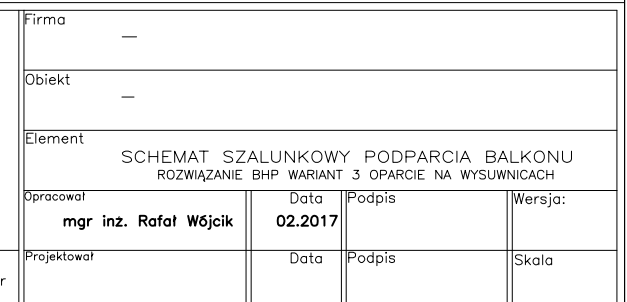 Firma
—
Obiekt
—
Element
SCHEMAT SZALUNKOWY PODPARCIA BALKONU
ROZWIĄZANIE BHP WARIANT 3 OPARCIE NA WYSUWNICACH
Opracował Data Podpis Wersja:
mgr inż. Rafał Wójcik 02.2017
Projektował Data Podpis Skala
r